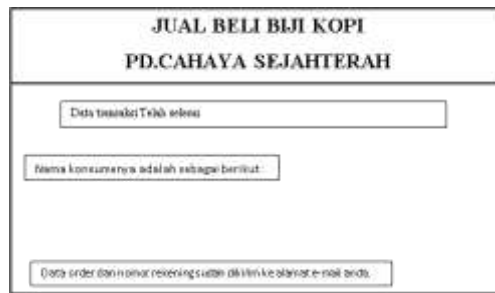 JUAL BELI BIJI KOPI
PD.CAHAYA SEJAHTERAH
Data transaksi Telah selesai
Nama konsumenya adalah sebagai berikut
Data order dan nomor rekening sudah dikirim ke alamat e-mail anda.